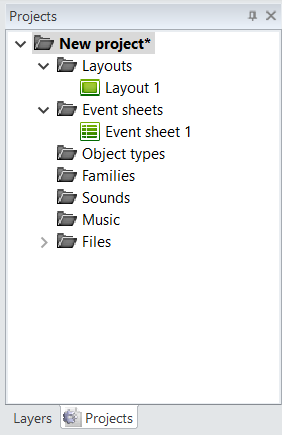 Projects
New project*
Layouts
Layout 1
Event sheets
Event sheet 1
Object types
Families
Sounds
Music
Files
Layers Projects